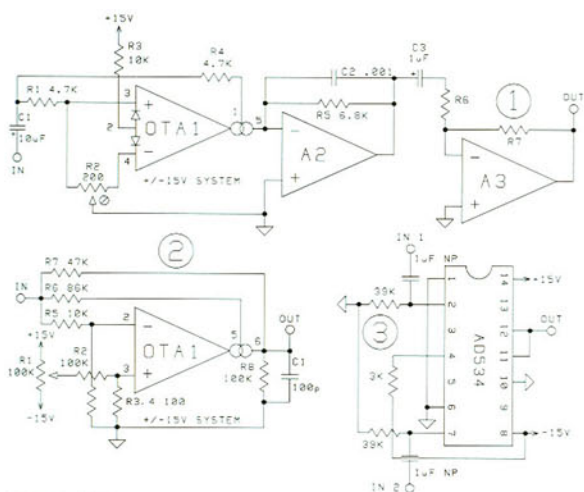 +15V
R3
10K
R4
4.7K
C3
1uF
C2 .001
R1 4.7K
R5 6.8K
R6
OUT
1
R7
3
+
2
OTA1
1
5
4
−
C1
10uF
IN
R2
200
+/-15V SYSTEM
−
A2
+
−
A3
+
2
R7 47K
R6 86K
R5 10K
IN
+15V
R1
100K
R2
100K
-15V
2
−
OTA1
3
+
6
OUT
R8
100K
C1
100p
R3.4 100
+/-15V SYSTEM
3
IN 1
1uF NP
39K
3K
39K
1uF NP
IN 2
1
2
3
4
5
6
7
AD534
14
13
12
11
10
9
8
-15V
OUT
-15V